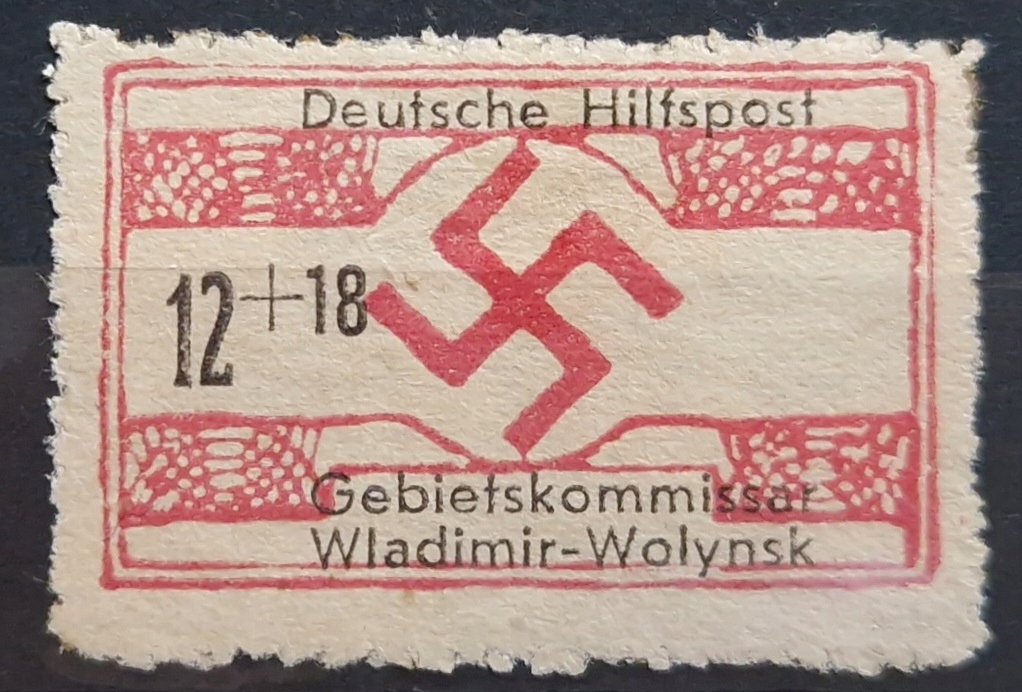 Deutsche Hilfspost
12+18
Gebietskommissar
Wladimir-Wolynsk